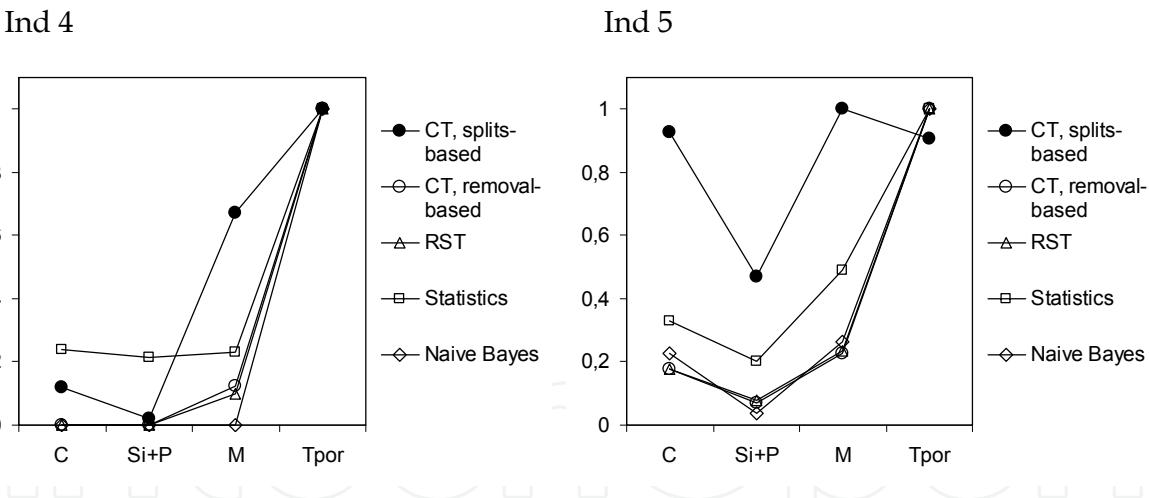 Ind 4
Ind 5
CT, splits-
based
CT, removal-
based
RST
Statistics
Naive Bayes
C Si+P M Tpor
1
0,8
0,6
0,4
0,2
0
CT, splits-
based
CT, removal-
based
RST
Statistics
Naive Bayes
C Si+P M Tpor